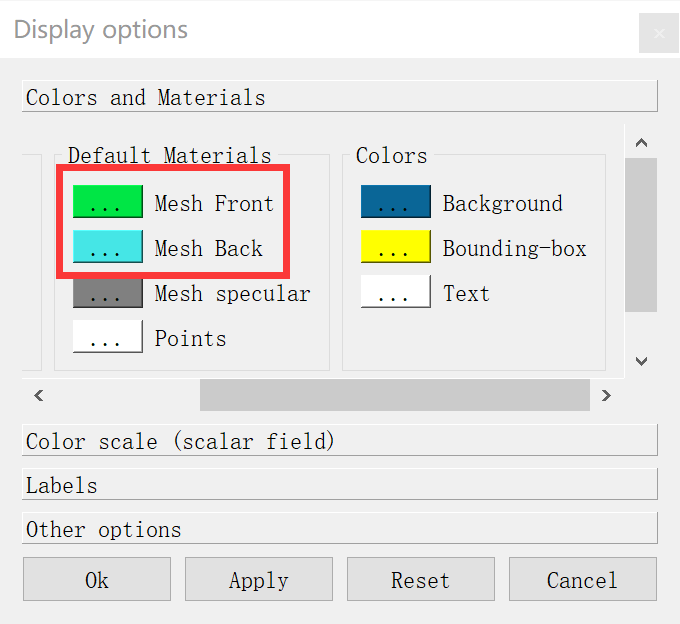 Display options
×
Colors and Materials
Default Materials
... Mesh Front
... Mesh Back
... Mesh specular
... Points
Colors
... Background
... Bounding-box
... Text
Color scale (scalar field)
Labels
Other options
Ok
Apply
Reset
Cancel